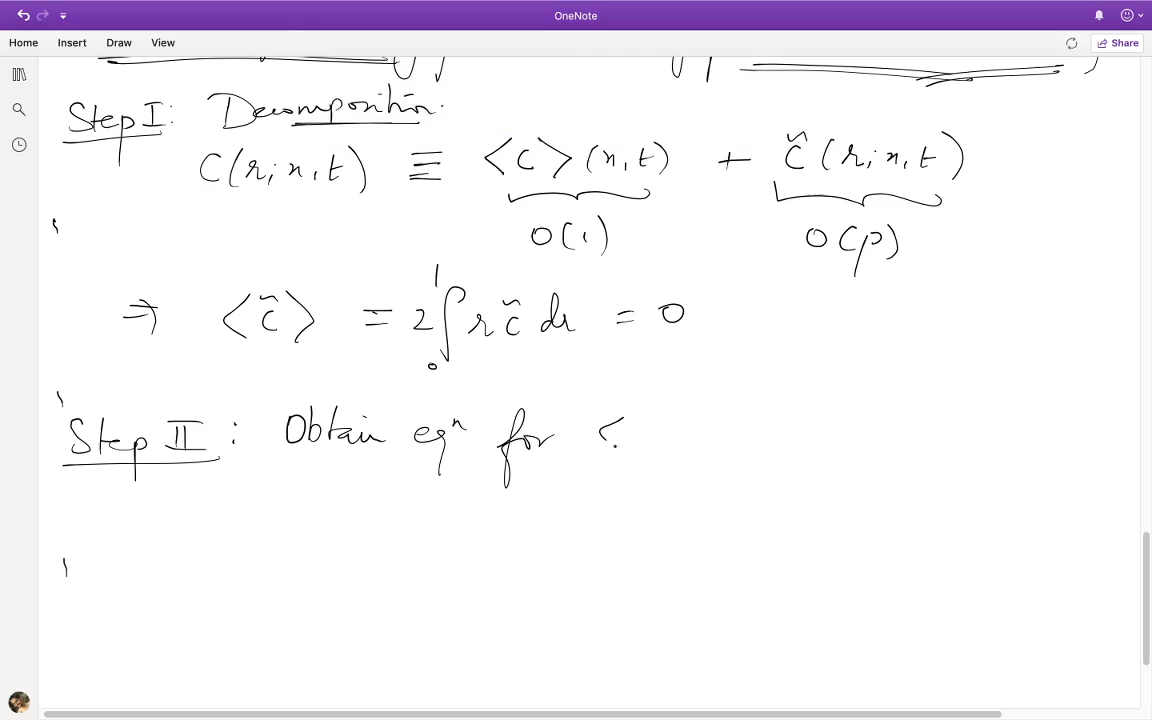 OneNote
Home Insert Draw View Share
Step I: Decomposition.
C(r, x, t) ≡ <c> (x, t) + c̃ (r, x, t)
O(1) O(p)
⇒ <c̃> = 2 ∫₀¹ r c̃ dr = 0
Step II : Obtain eqⁿ for <